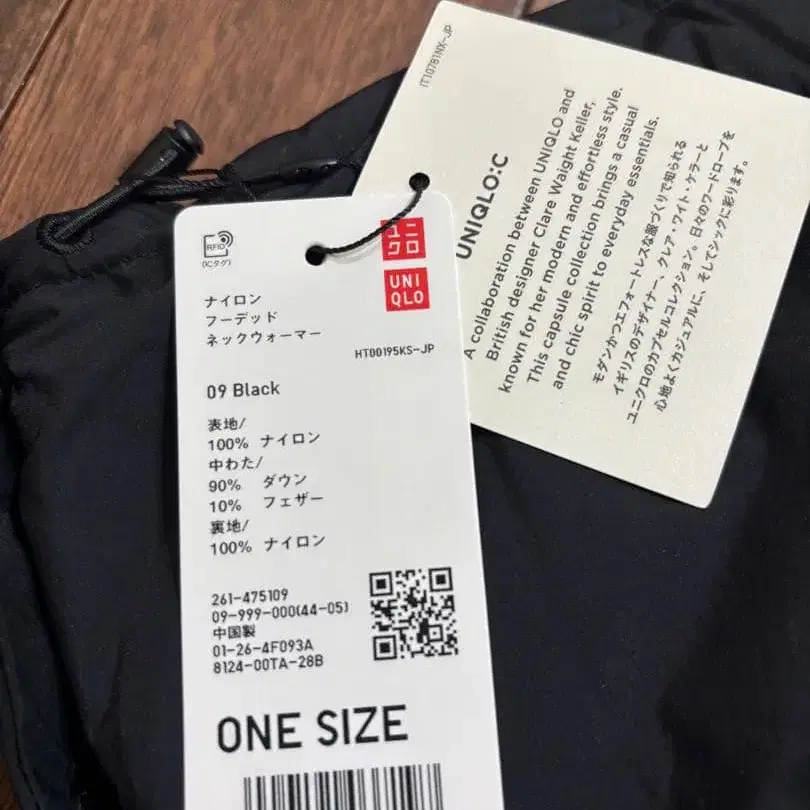 RFID
(ICタグ)
ユニ
クロ
UNI
QLO
ナイロン
フーデッド
ネックウォーマー
HT00195KS-JP
09 Black
表地/
100% ナイロン
中わた/
90% ダウン
10% フェザー
裏地/
100% ナイロン
261-475109
09-999-000(44-05)
中国製
01-26-4F093A
8124-00TA-28B
ONE SIZE
IT10781NX-JP
UNIQLO:C
A collaboration between UNIQLO and
British designer Clare Waight Keller,
known for her modern and effortless style.
This capsule collection brings a casual
and chic spirit to everyday essentials.
モダンかつエフォートレスな服づくりで知られる
イギリスのデザイナー、クレア・ワイト・ケラーと
ユニクロのカプセルコレクション。日々のワードローブを
心地よくカジュアルに、そしてシックに彩ります。